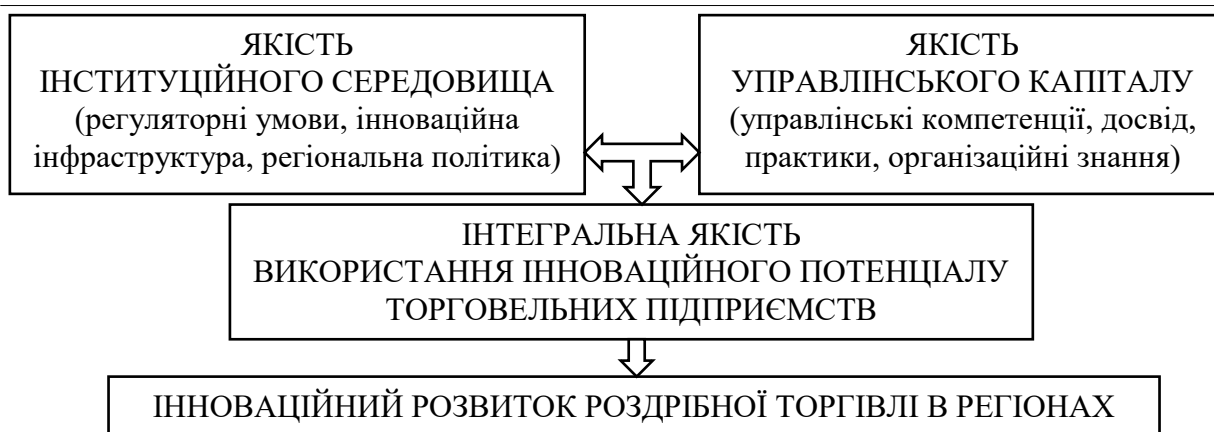 ЯКІСТЬ
ІНСТИТУЦІЙНОГО СЕРЕДОВИЩА
(регуляторні умови, інноваційна
інфраструктура, регіональна політика)
ЯКІСТЬ
УПРАВЛІНСЬКОГО КАПІТАЛУ
(управлінські компетенції, досвід,
практики, організаційні знання)
ІНТЕГРАЛЬНА ЯКІСТЬ
ВИКОРИСТАННЯ ІННОВАЦІЙНОГО ПОТЕНЦІАЛУ
ТОРГОВЕЛЬНИХ ПІДПРИЄМСТВ
ІННОВАЦІЙНИЙ РОЗВИТОК РОЗДРІБНОЇ ТОРГІВЛІ В РЕГІОНАХ